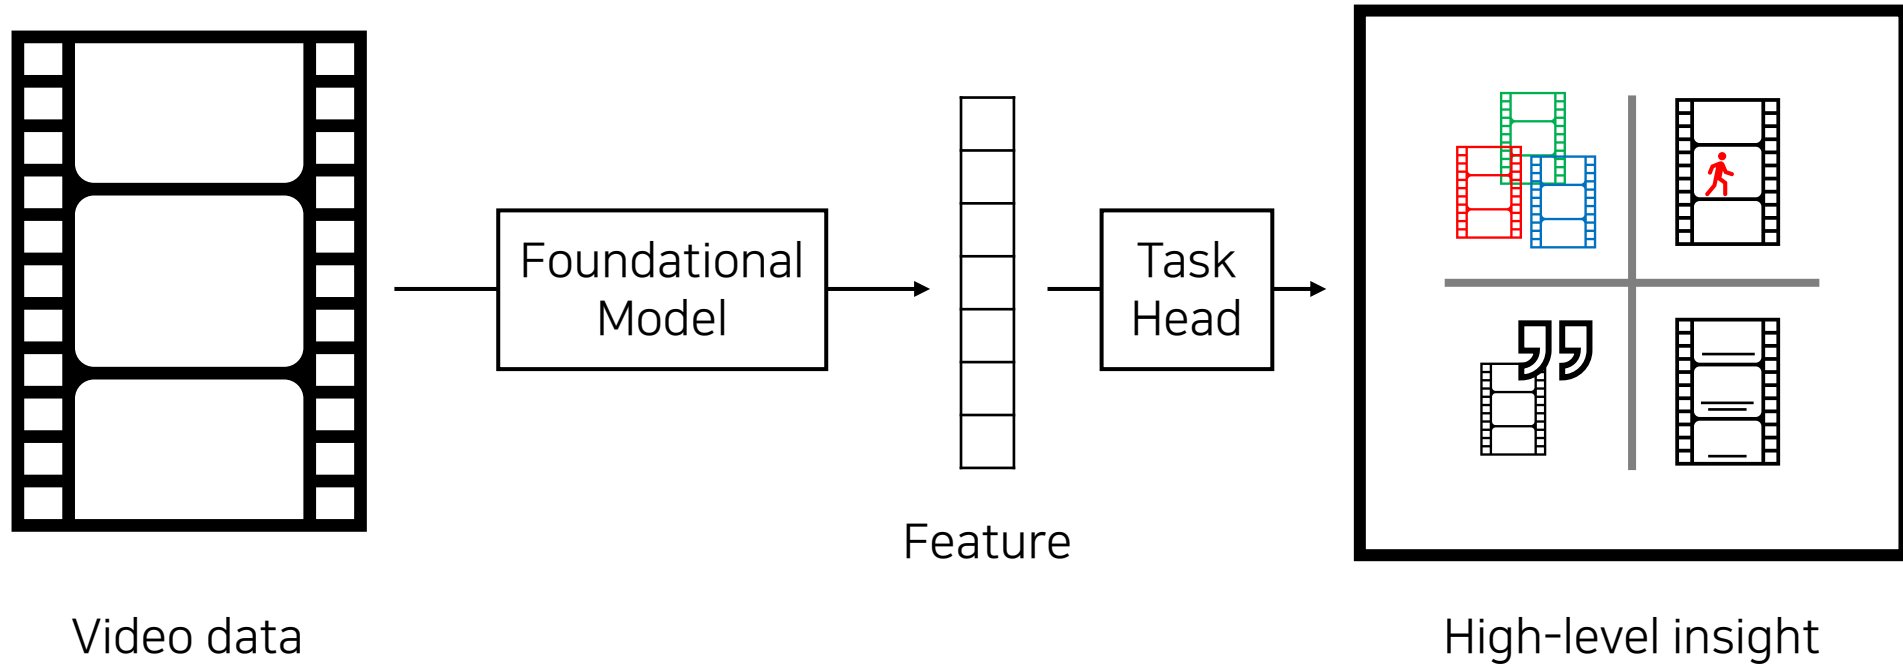 Foundational
Model
Task
Head
Feature
Video data
High-level insight